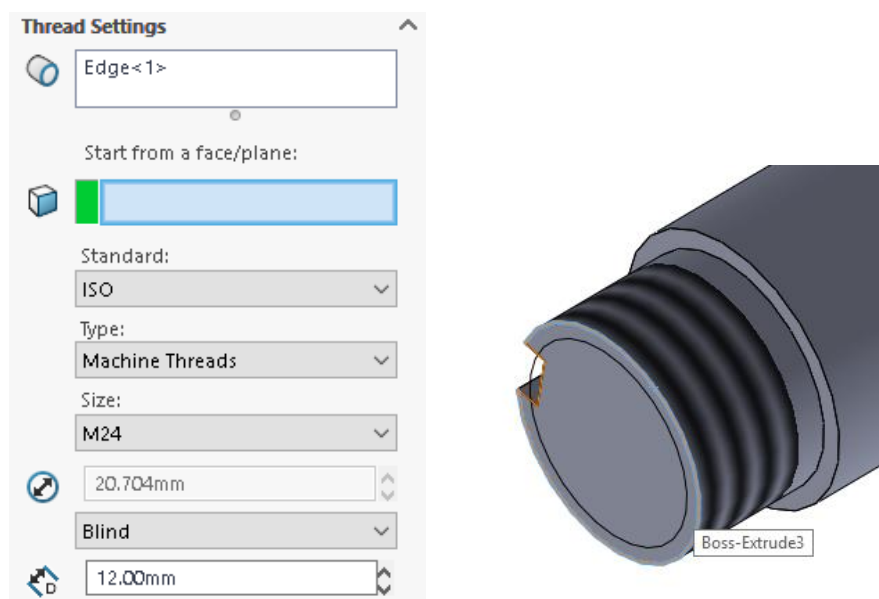 Thread Settings
Edge<1>
Start from a face/plane:
Standard:
ISO
Type:
Machine Threads
Size:
M24
20.704mm
Blind
D
12.00mm
Boss-Extrude3